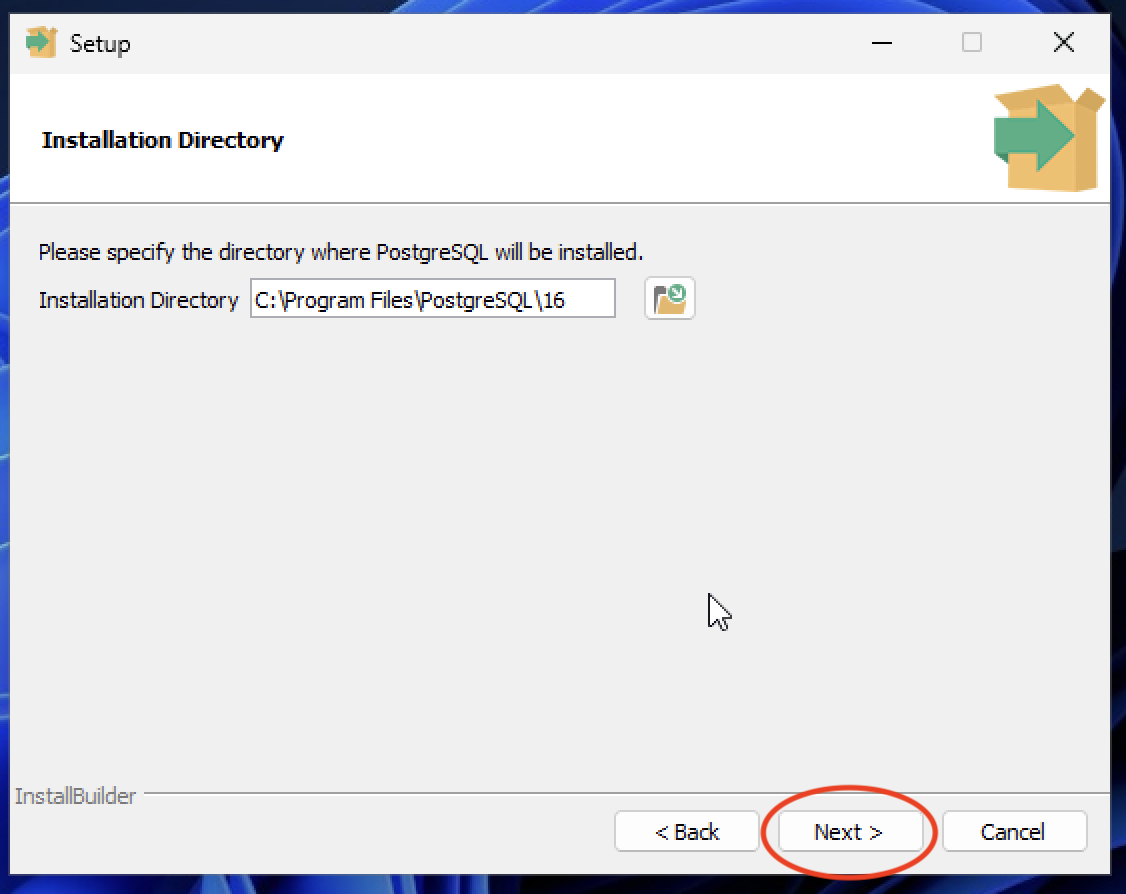 Setup
Installation Directory
Please specify the directory where PostgreSQL will be installed.
Installation Directory C:\Program Files\PostgreSQL\16
InstallBuilder
< Back Next > Cancel